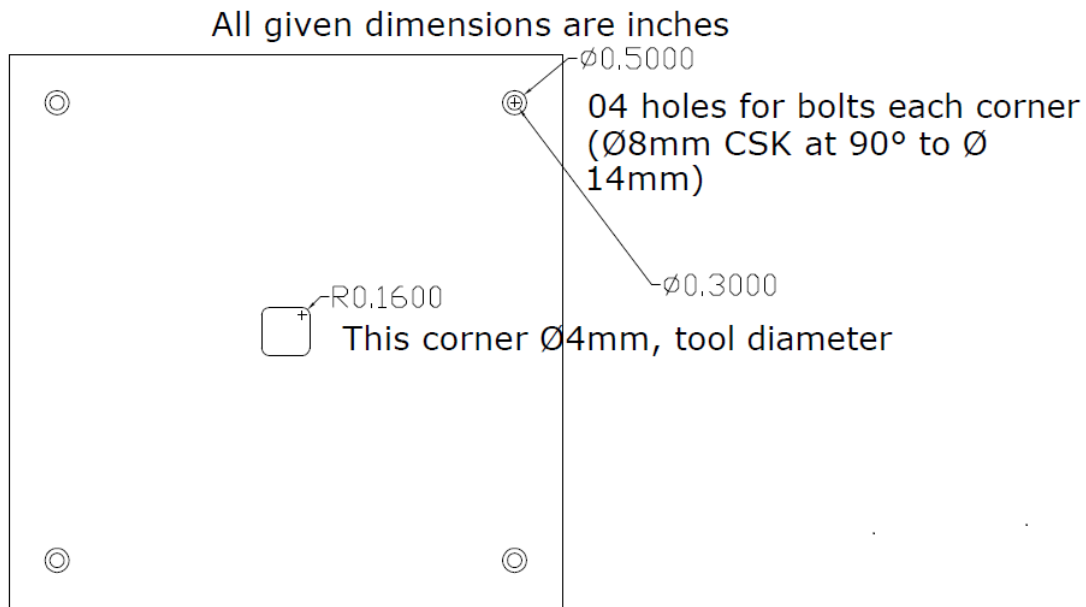 All given dimensions are inches
Ø0.5000
04 holes for bolts each corner
(Ø8mm CSK at 90° to Ø
14mm)
Ø0.3000
R0.1600
This corner Ø4mm, tool diameter